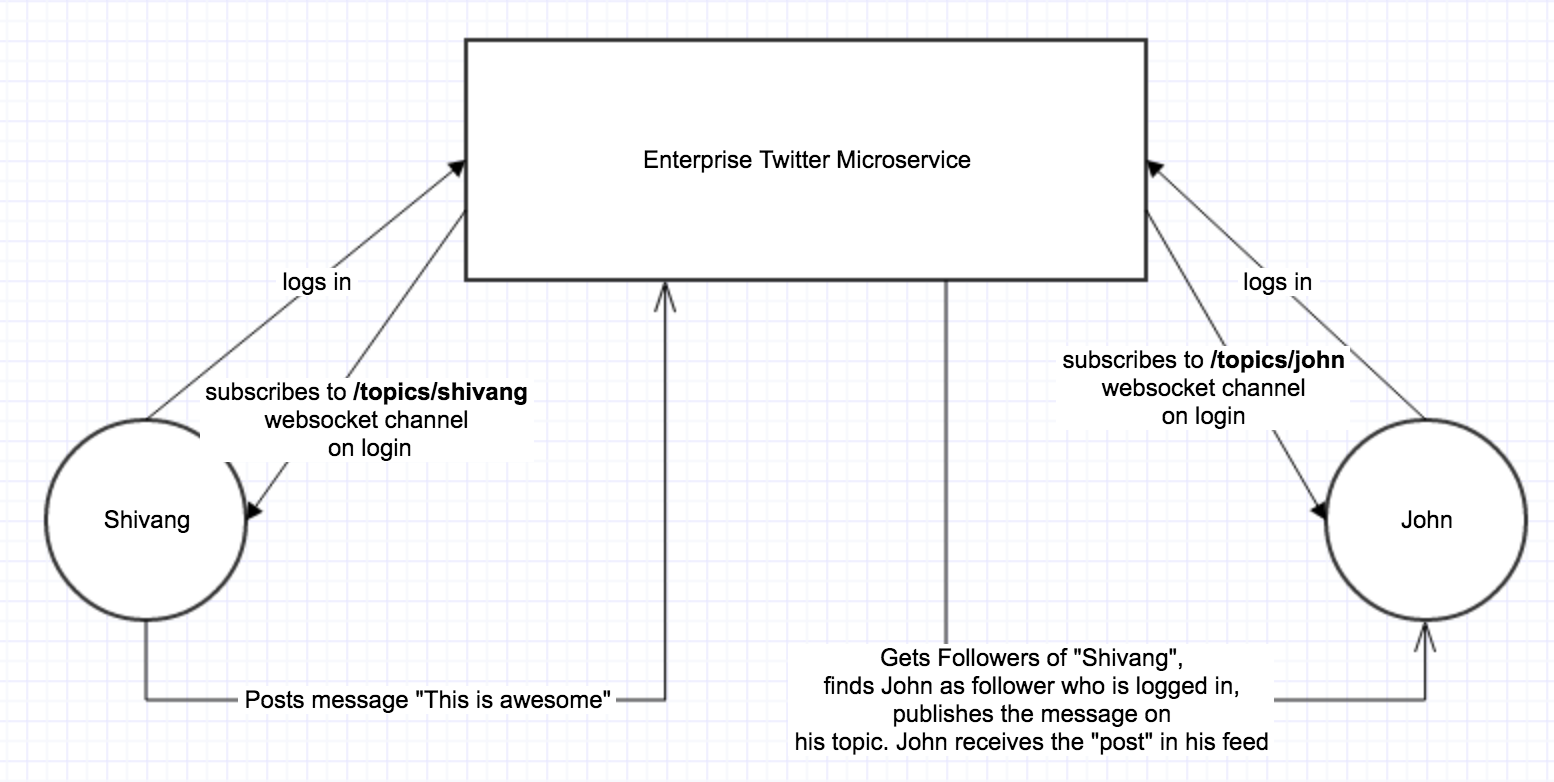 Enterprise Twitter Microservice
logs in
logs in
subscribes to /topics/shivang
websocket channel
on login
subscribes to /topics/john
websocket channel
on login
Shivang
John
Posts message "This is awesome"
Gets Followers of "Shivang",
finds John as follower who is logged in,
publishes the message on
his topic. John receives the "post" in his feed